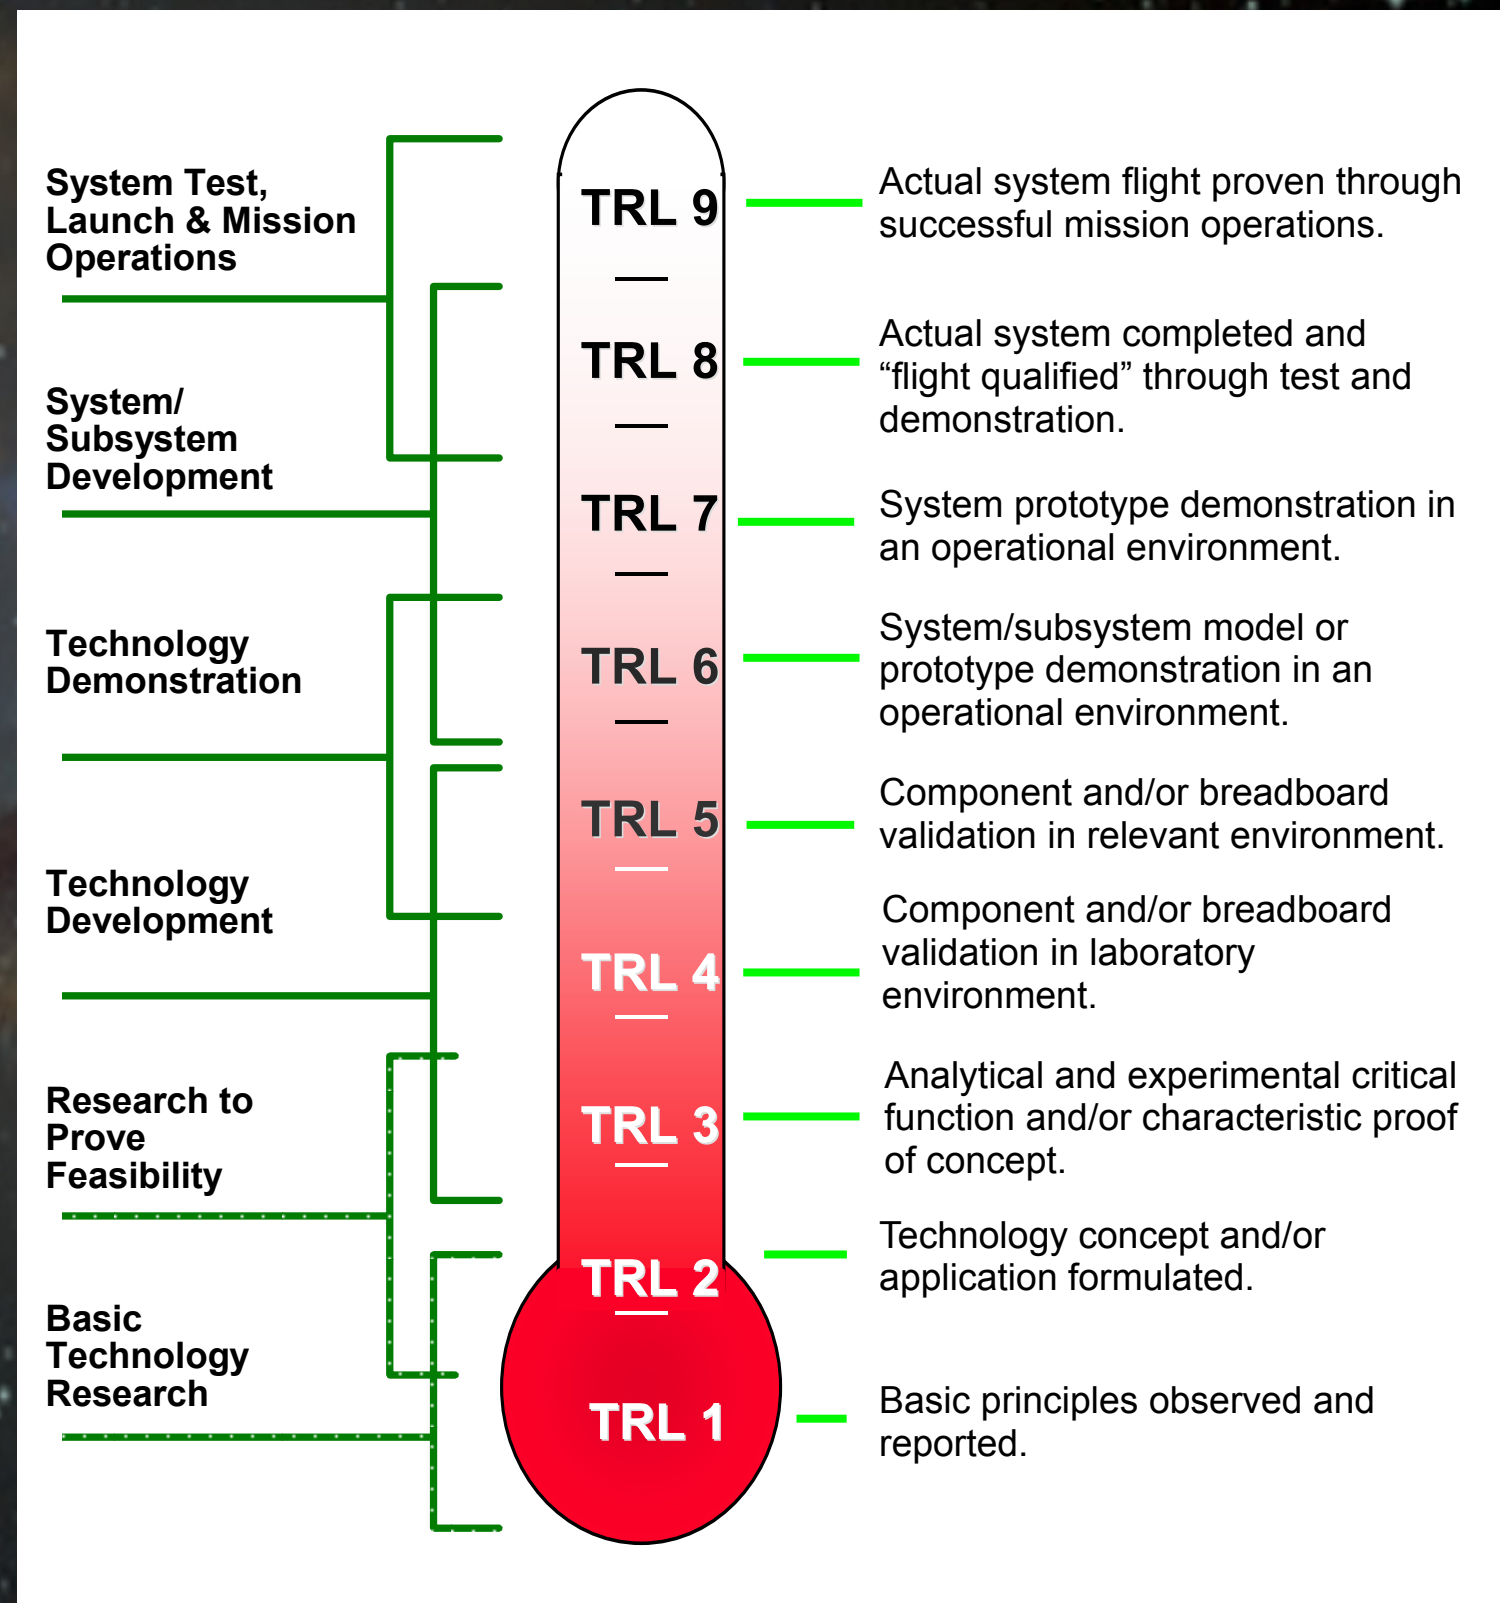 System Test,
Launch & Mission
Operations
System/
Subsystem
Development
Technology
Demonstration
Technology
Development
Research to
Prove
Feasibility
Basic
Technology
Research
TRL 9
TRL 8
TRL 7
TRL 6
TRL 5
TRL 4
TRL 3
TRL 2
TRL 1
Actual system flight proven through
successful mission operations.
Actual system completed and
“flight qualified” through test and
demonstration.
System prototype demonstration in
an operational environment.
System/subsystem model or
prototype demonstration in an
operational environment.
Component and/or breadboard
validation in relevant environment.
Component and/or breadboard
validation in laboratory
environment.
Analytical and experimental critical
function and/or characteristic proof
of concept.
Technology concept and/or
application formulated.
Basic principles observed and
reported.